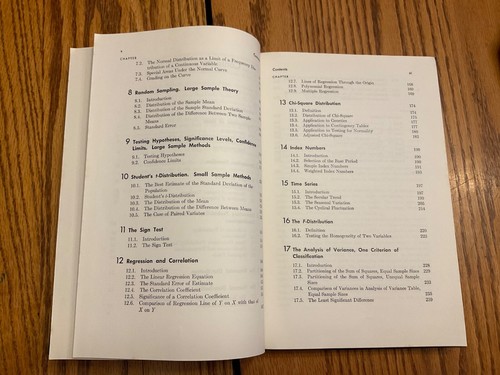 v
CHAPTER
7.2. The Normal Distribution as a Limit of a Frequency Distribution of a Continuous Variable
7.3. Special Areas Under the Normal Curve
7.4. Grading on the Curve
8 Random Sampling. Large Sample Theory
8.1. Introduction
8.2. Distribution of the Sample Mean
8.3. Distribution of the Sample Standard Deviation
8.4. Distribution of the Difference Between Two Sample
Means
8.5. Standard Error
9 Testing Hypotheses, Significance Levels, Confidence
Limits. Large Sample Methods
9.1. Testing Hypotheses
9.2. Confidence Limits
10 Student's t-Distribution. Small Sample Methods
10.1. The Best Estimate of the Standard Deviation of the
Population
10.2. Student's t-Distribution
10.3. The Distribution of the Mean
10.4. The Distribution of the Difference Between Means
10.5. The Case of Paired Variates
11 The Sign Test
11.1. Introduction
11.2. The Sign Test
12 Regression and Correlation
12.1. Introduction
12.2. The Linear Regression Equation
12.3. The Standard Error of Estimate
12.4. The Correlation Coefficient
12.5. Significance of a Correlation Coefficient
12.6. Comparison of Regression Line of Y on X with that of
X on Y
Contents
CHAPTER
12.7. Lines of Regression Through the Origin
12.8. Polynomial Regression
12.9. Multiple Regression
13 Chi-Square Distribution 174
13.1. Definition 174
13.2. Distribution of Chi-Square
13.3. Application to Genetics
13.4. Application to Contingency Tables
13.5. Application to Testing for Normality
13.6. Adjusted Chi-Square
14 Index Numbers
14.1. Introduction
14.2. Selection of the Base Period
14.3. Simple Index Numbers
14.4. Weighted Index Numbers
15 Time Series
15.1. Introduction
15.2. The Secular Trend
15.3. The Seasonal Variation
15.4. The Cyclical Fluctuation
16 The F-Distribution
16.1. Definition
16.2. Testing the Homogeneity of Two Variances
17 The Analysis of Variance, One Criterion of
Classification
17.1. Introduction
17.2. Partitioning of the Sum of Squares, Equal Sample Sizes 229
17.3. Partitioning of the Sum of Squares, Unequal Sample
Sizes
17.4. Comparison of Variances in Analysis of Variance Table,
Equal Sample Sizes
17.5. The Least Significant Difference